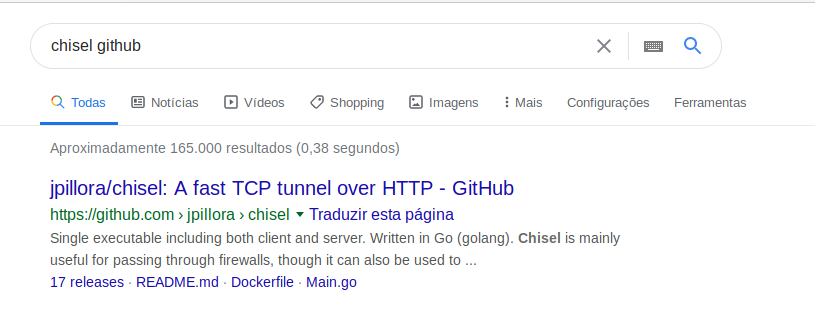 chisel github
Todas Notícias Vídeos Shopping Imagens Mais Configurações Ferramentas
Aproximadamente 165.000 resultados (0,38 segundos)
jpillora/chisel: A fast TCP tunnel over HTTP - GitHub
https://github.com › jpillora › chisel Traduzir esta página
Single executable including both client and server. Written in Go (golang). Chisel is mainly
useful for passing through firewalls, though it can also be used to ...
17 releases · README.md · Dockerfile · Main.go